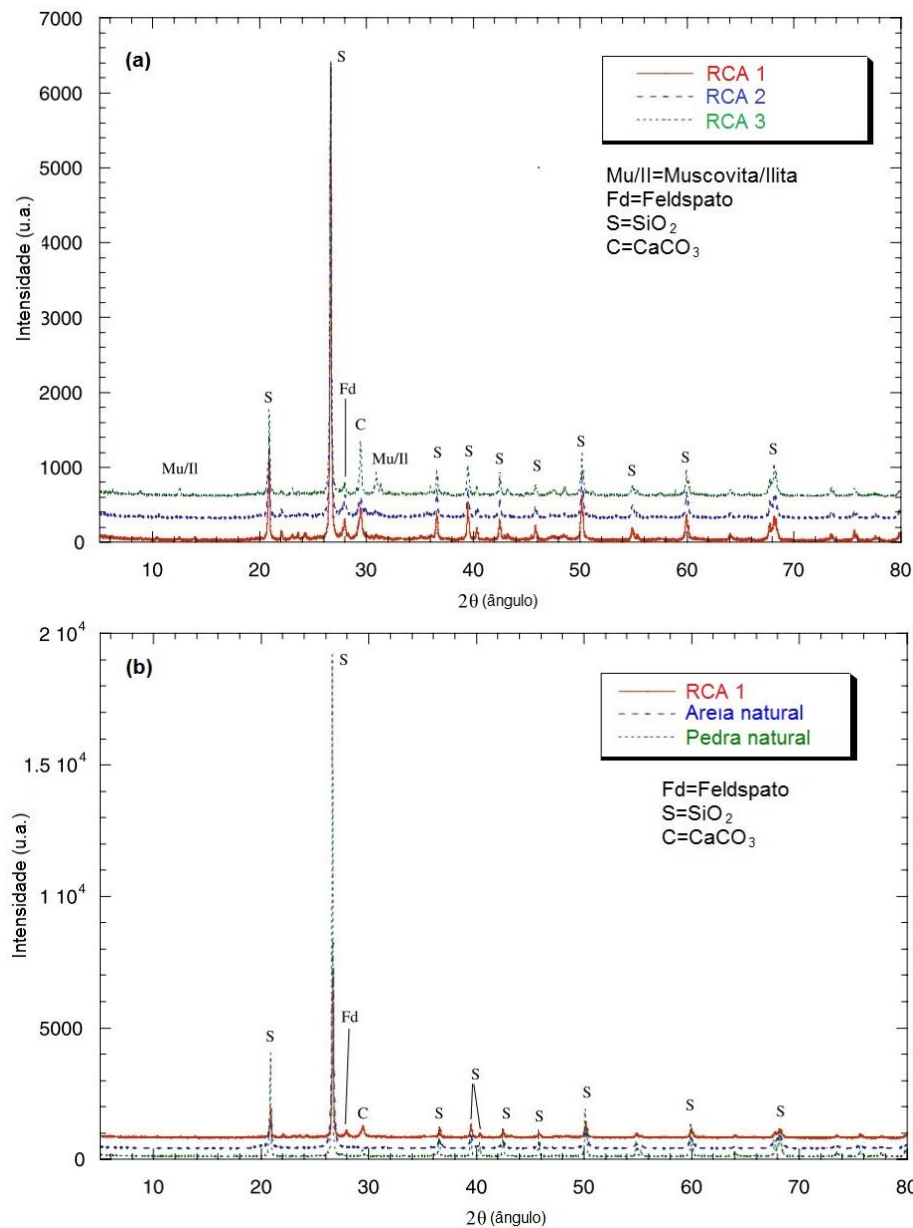 (a)
7000
6000
5000
4000
3000
2000
1000
0
Intensidade (u.a.)
S
RCA 1
RCA 2
RCA 3
Mu/Il=Muscovita/Ilita
Fd=Feldspato
S=SiO₂
C=CaCO₃
S
Fd
C
Mu/Il
Mu/Il
S
S
S
S
S
S
S
S
10 20 30 40 50 60 70 80
2θ (ângulo)
(b)
2 10⁴
1.5 10⁴
1 10⁴
5000
0
Intensidade (u.a.)
S
RCA 1
Areia natural
Pedra natural
Fd=Feldspato
S=SiO₂
C=CaCO₃
S
Fd
C
S
S
S
S
S
S
S
10 20 30 40 50 60 70 80
2θ (ângulo)